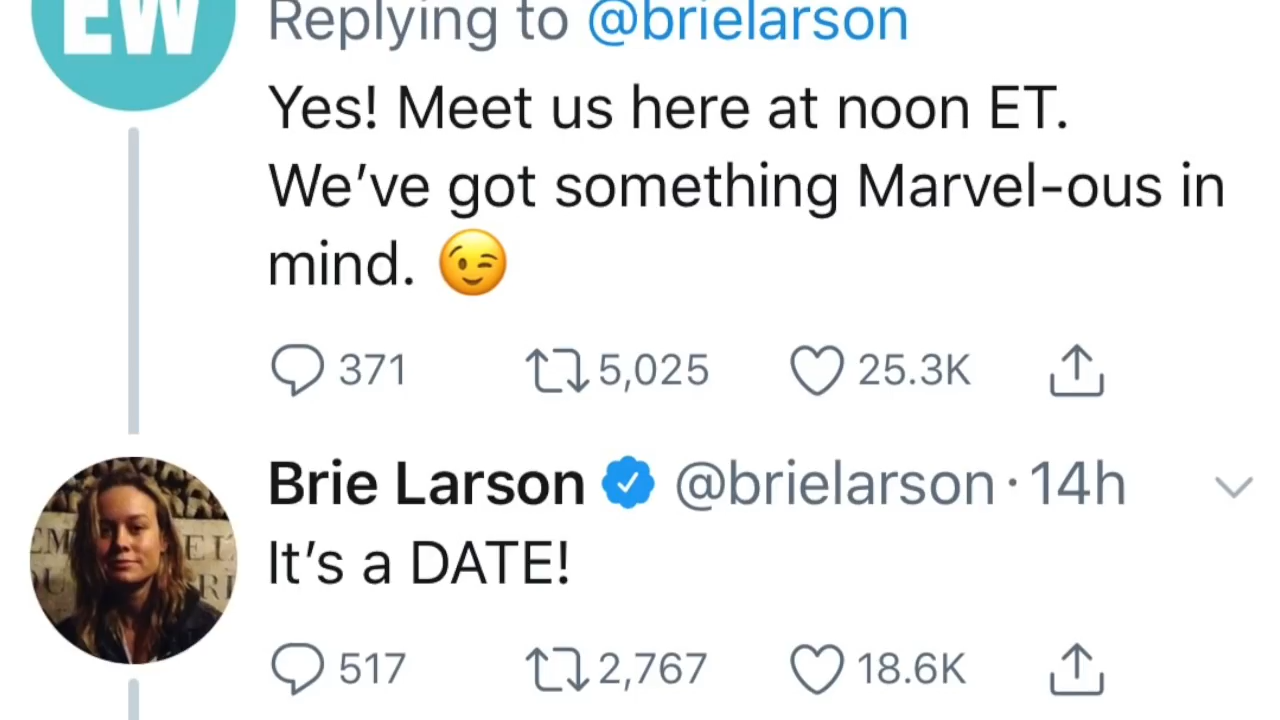 EW
Replying to @brielarson
Yes! Meet us here at noon ET.
We’ve got something Marvel-ous in
mind. 😉
371 5,025 25.3K
Brie Larson @brielarson · 14h
It’s a DATE!
517 2,767 18.6K